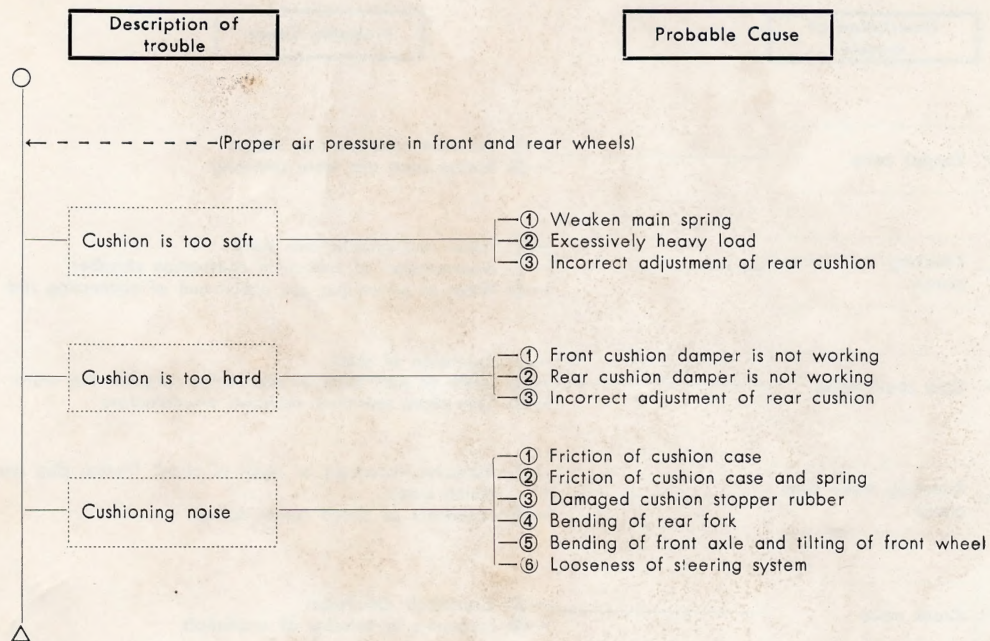 Description of
trouble
Probable Cause
(Proper air pressure in front and rear wheels)
Cushion is too soft
① Weaken main spring
② Excessively heavy load
③ Incorrect adjustment of rear cushion
Cushion is too hard
① Front cushion damper is not working
② Rear cushion damper is not working
③ Incorrect adjustment of rear cushion
Cushioning noise
① Friction of cushion case
② Friction of cushion case and spring
③ Damaged cushion stopper rubber
④ Bending of rear fork
⑤ Bending of front axle and tilting of front wheel
⑥ Looseness of steering system